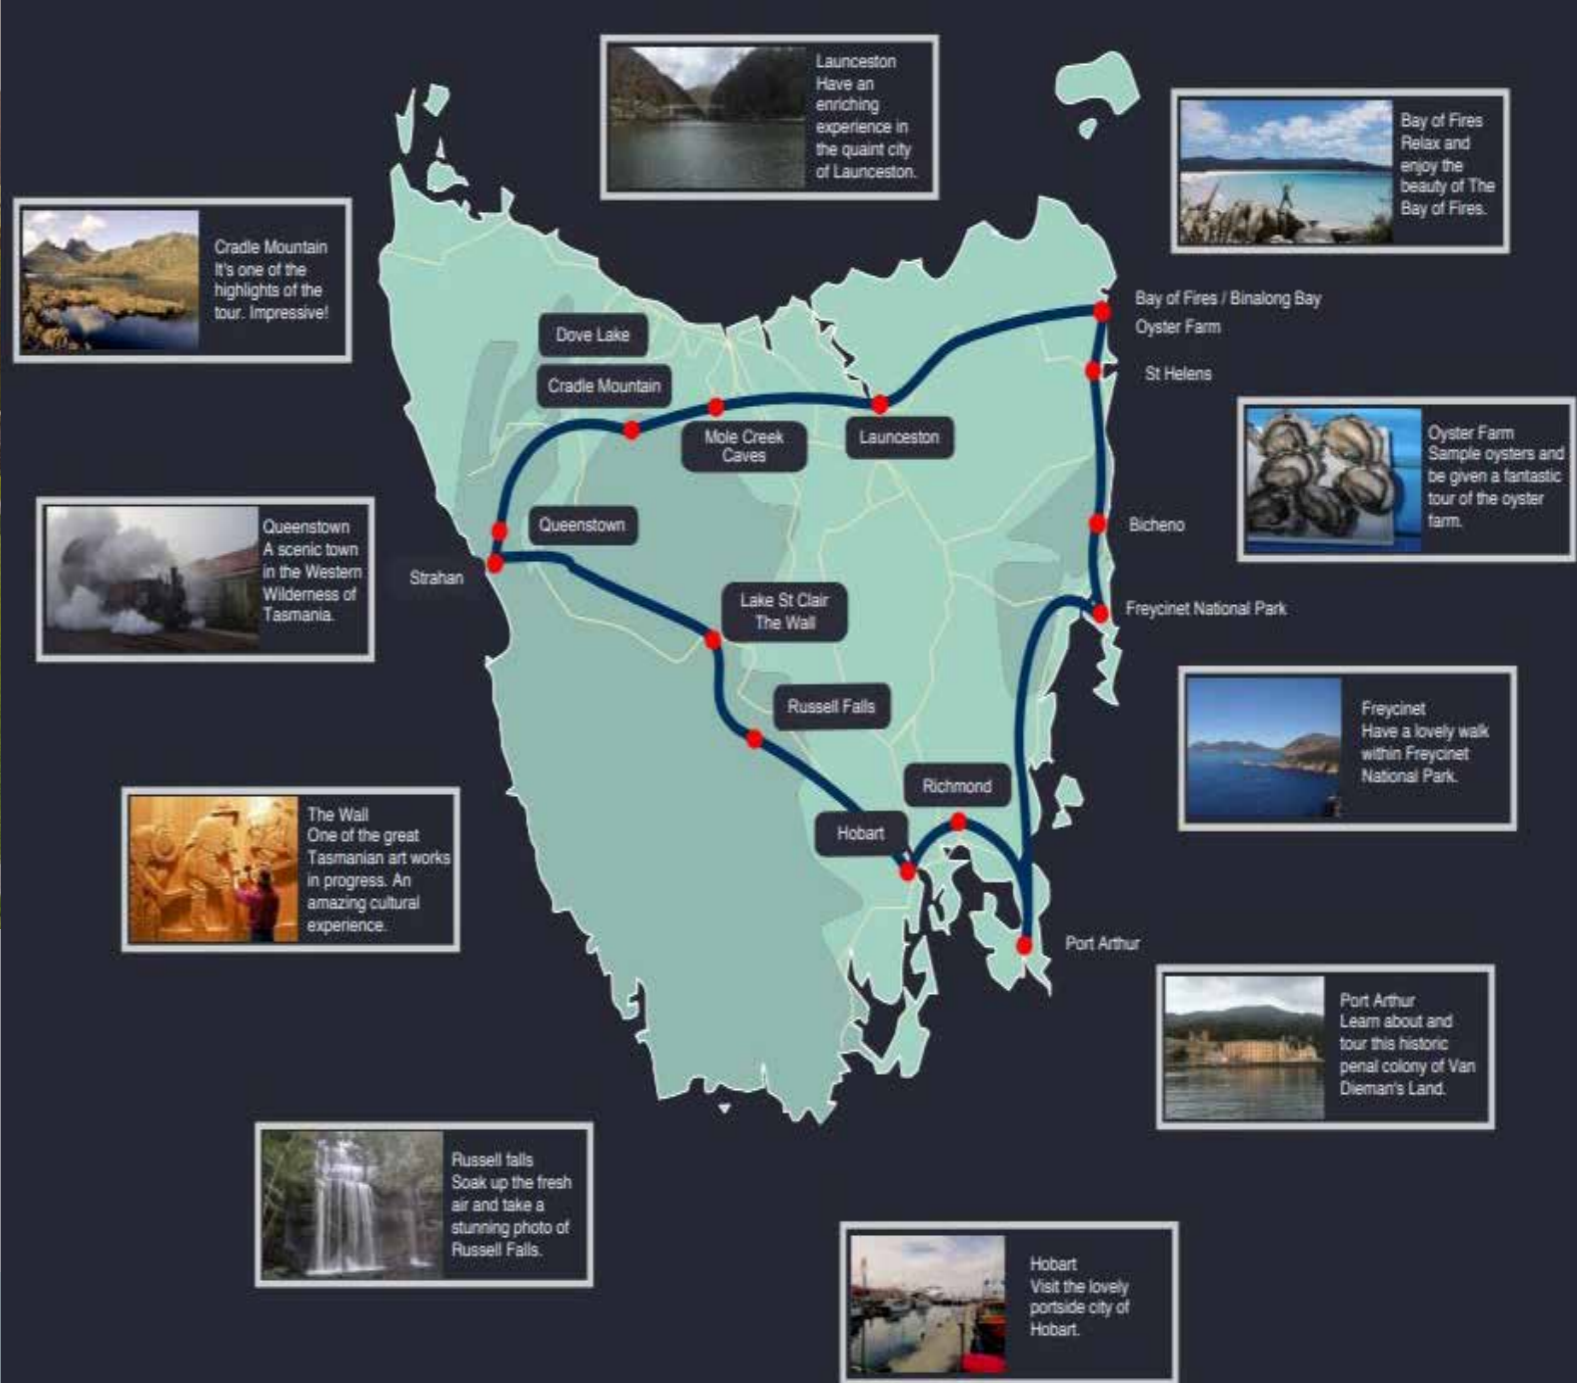 Launceston
Have an
enriching
experience in
the quaint city
of Launceston.
Bay of Fires
Relax and
enjoy the
beauty of The
Bay of Fires.
Cradle Mountain
It's one of the
highlights of the
tour. Impressive!
Dove Lake
Cradle Mountain
Mole Creek
Caves
Launceston
Bay of Fires / Binalong Bay
Oyster Farm
St Helens
Oyster Farm
Sample oysters and
be given a fantastic
tour of the oyster
farm.
Queenstown
A scenic town
in the Western
Wilderness of
Tasmania.
Queenstown
Strahan
Bicheno
Lake St Clair
The Wall
Freycinet National Park
Russell Falls
Freycinet
Have a lovely walk
within Freycinet
National Park.
Richmond
Hobart
The Wall
One of the great
Tasmanian art works
in progress. An
amazing cultural
experience.
Port Arthur
Port Arthur
Learn about and
tour this historic
penal colony of Van
Dieman's Land.
Russell falls
Soak up the fresh
air and take a
stunning photo of
Russell Falls.
Hobart
Visit the lovely
portside city of
Hobart.